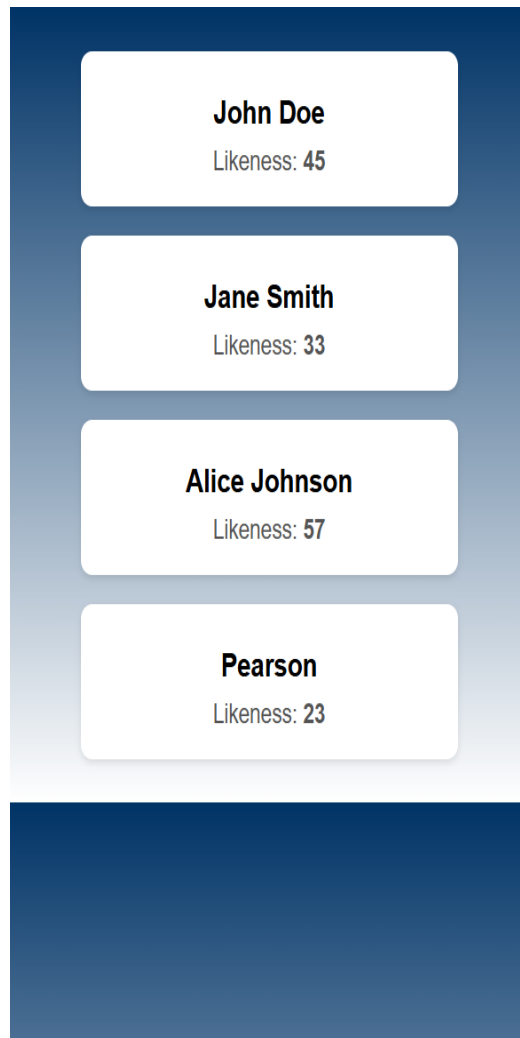 John Doe
Likeness: 45
Jane Smith
Likeness: 33
Alice Johnson
Likeness: 57
Pearson
Likeness: 23